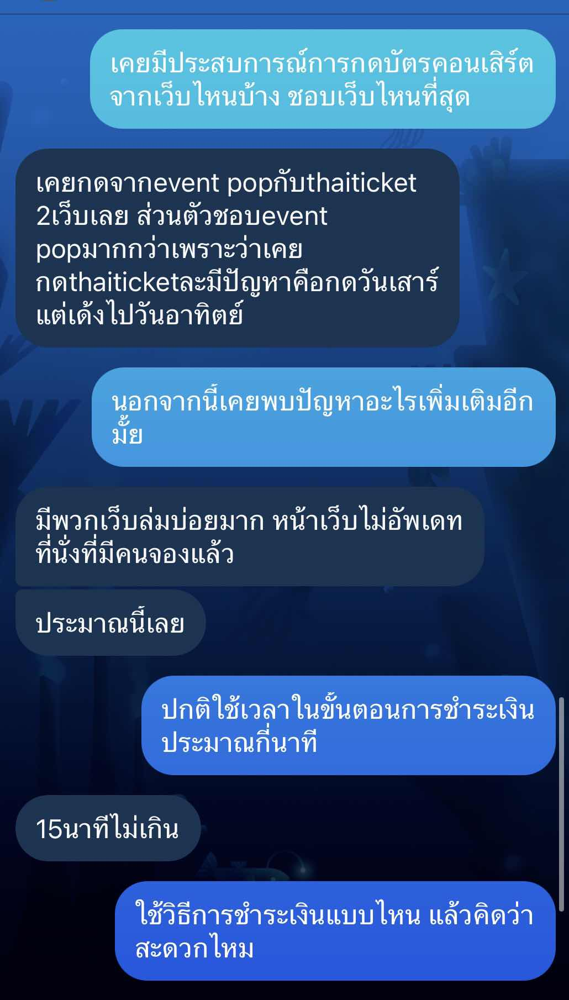 เคยมีประสบการณ์การกดบัตรคอนเสิร์ต
จากเว็บไหนบ้าง ชอบเว็บไหนที่สุด
เคยกดจากevent popกับthaiticket
2เว็บเลย ส่วนตัวชอบevent
popมากกว่าเพราะว่าเคย
กดthaiticketละมีปัญหาคือกดวันเสาร์
แต่เด้งไปวันอาทิตย์
นอกจากนี้เคยพบปัญหาอะไรเพิ่มเติมอีก
มั้ย
มีพวกเว็บล่มบ่อยมาก หน้าเว็บไม่อัพเดท
ที่นั่งที่มีคนจองแล้ว
ประมาณนี้เลย
ปกติใช้เวลาในขั้นตอนการชำระเงิน
ประมาณกี่นาที
15นาทีไม่เกิน
ใช้วิธีการชำระเงินแบบไหน แล้วคิดว่า
สะดวกไหม